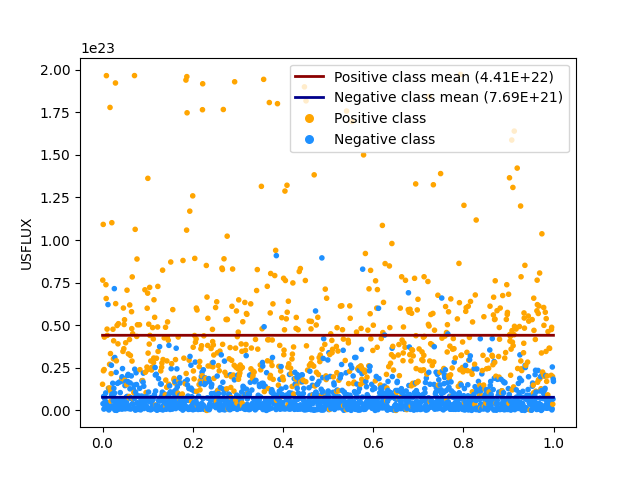 1e23
2.00
1.75
1.50
1.25
1.00
0.75
0.50
0.25
0.00
USFLUX
Positive class mean (4.41E+22)
Negative class mean (7.69E+21)
Positive class
Negative class
0.0 0.2 0.4 0.6 0.8 1.0